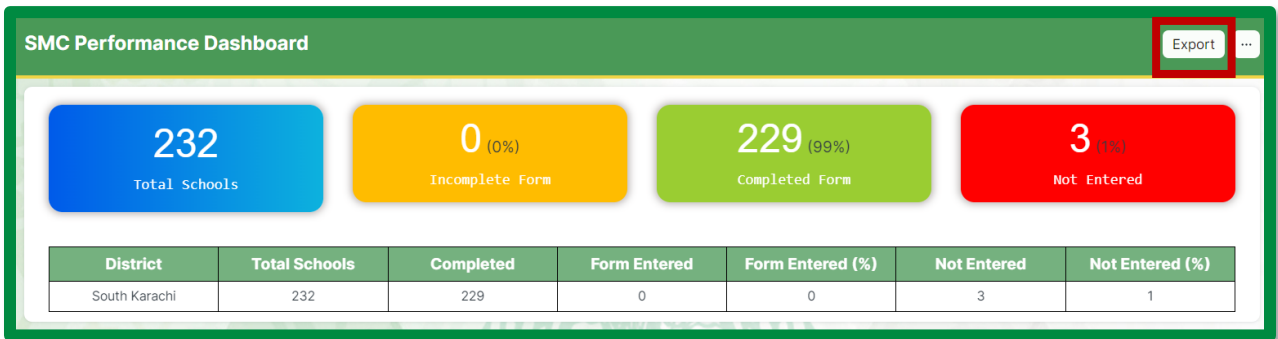 SMC Performance Dashboard
Export ...
232
Total Schools
0 (0%)
Incomplete Form
229 (99%)
Completed Form
3 (1%)
Not Entered
District Total Schools Completed Form Entered Form Entered (%) Not Entered Not Entered (%)
South Karachi 232 229 0 0 3 1